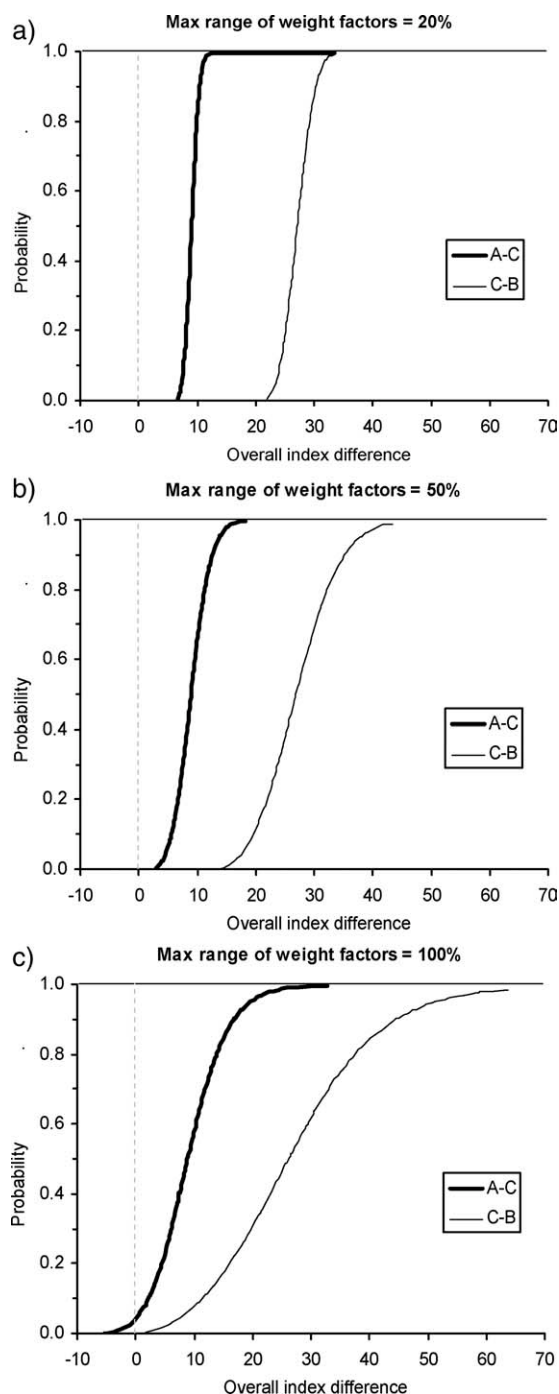 a)
Max range of weight factors = 20%
1.0
0.8
0.6
0.4
0.2
0.0
Probability
A-C
C-B
-10 0 10 20 30 40 50 60 70
Overall index difference
b)
Max range of weight factors = 50%
1.0
0.8
0.6
0.4
0.2
0.0
Probability
A-C
C-B
-10 0 10 20 30 40 50 60 70
Overall index difference
c)
Max range of weight factors = 100%
1.0
0.8
0.6
0.4
0.2
0.0
Probability
A-C
C-B
-10 0 10 20 30 40 50 60 70
Overall index difference